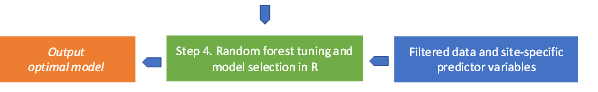 Output
optimal model
Step 4. Random forest tuning and
model selection in R
Filtered data and site-specific
predictor variables